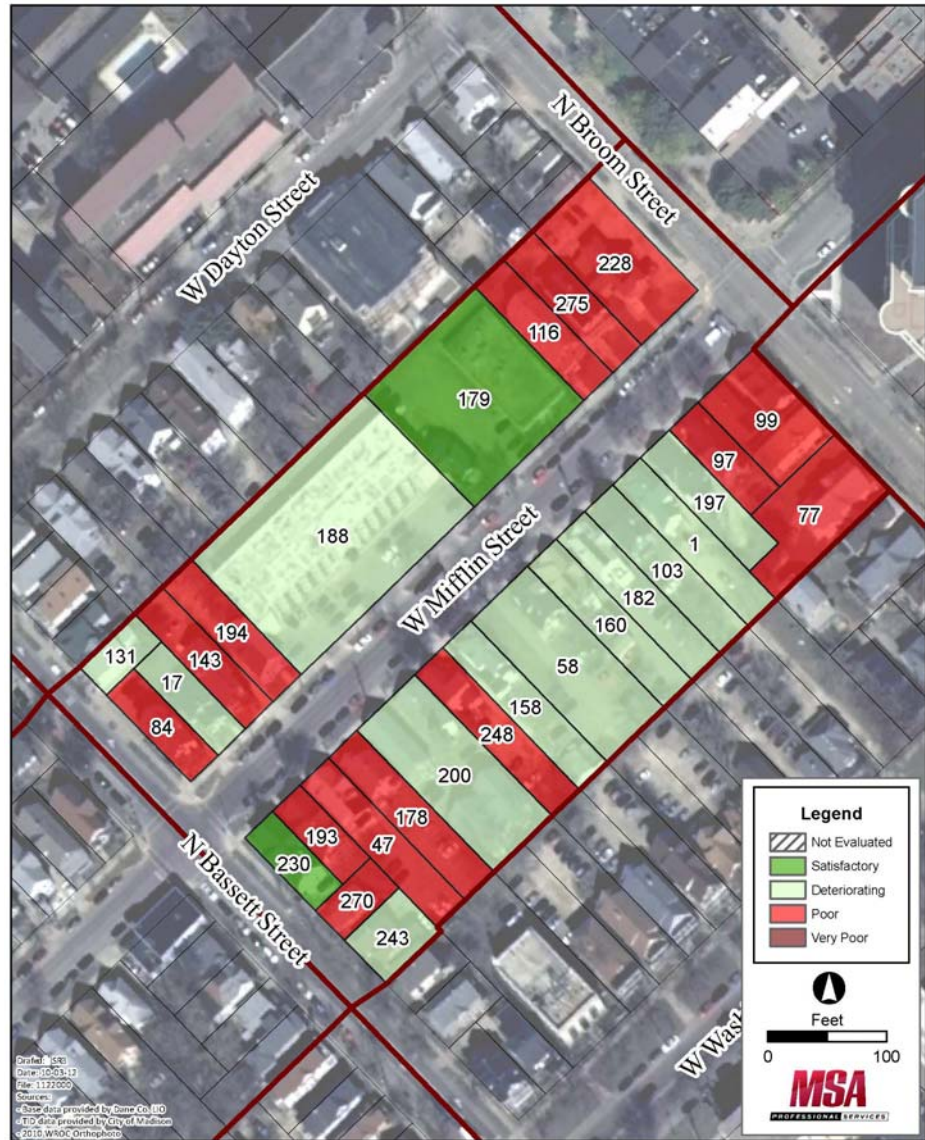 N Broom Street
W Dayton Street
228
275
116
179
99
97
77
197
1
188
103
W Mifflin Street
182
160
194
58
131
143
17
158
84
248
200
178
193
47
230
270
243
N Bassett Street
W Wash
Legend
Not Evaluated
Satisfactory
Deteriorating
Poor
Very Poor
Feet
0 100
MSA
PROFESSIONAL SERVICES
Drafted: SRB
Date: 10-03-12
File: 1122000
Sources:
- Base data provided by Dane Co. LIO
- TID data provided by City of Madison
- 2010 WROC Orthophoto